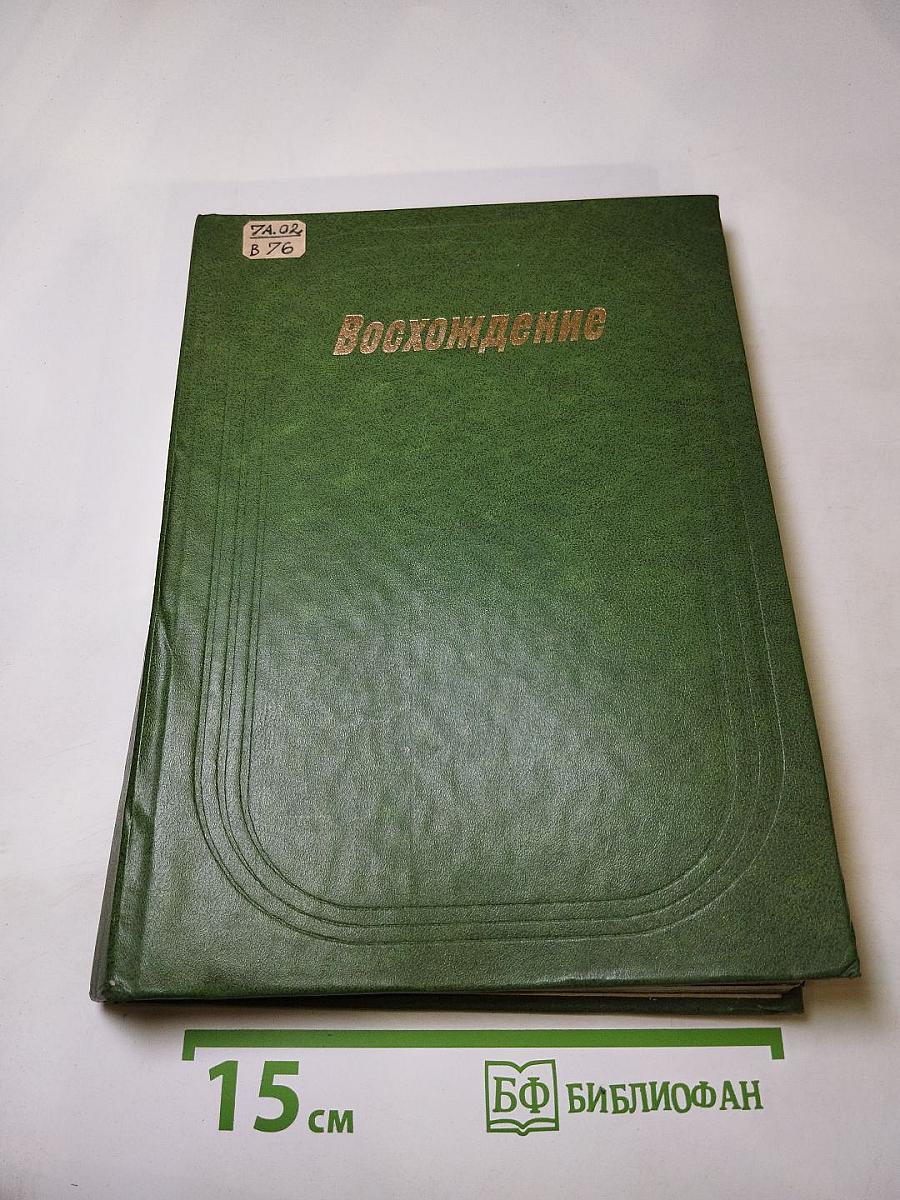 7А.02
В 76
Восхождение
15 см
БФ БИБЛИОФАН